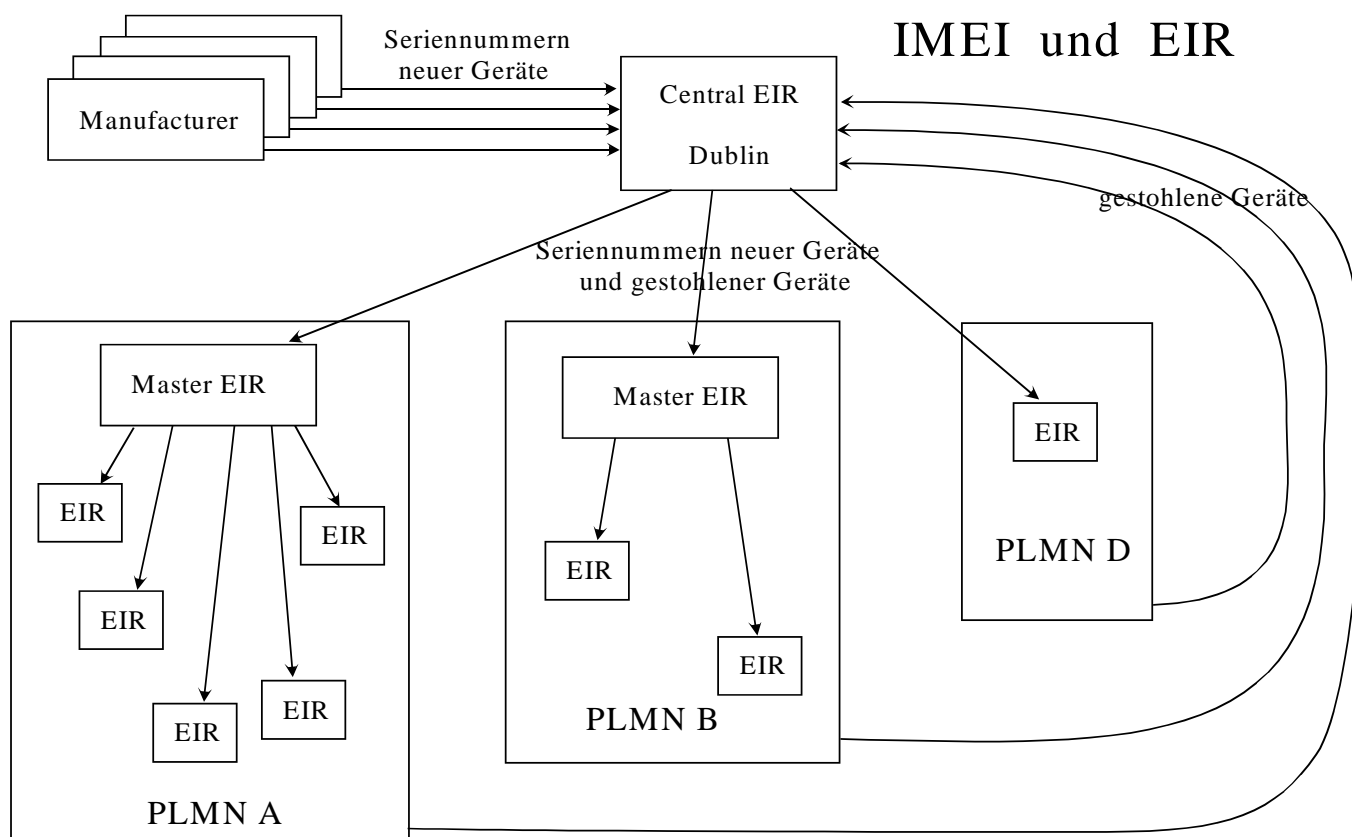 IMEI und EIR
Seriennummern
neuer Geräte
Manufacturer
Central EIR
Dublin
gestohlene Geräte
Seriennummern neuer Geräte
und gestohlener Geräte
Master EIR
EIR
EIR
EIR
EIR
EIR
PLMN A
Master EIR
EIR
EIR
PLMN B
EIR
PLMN D